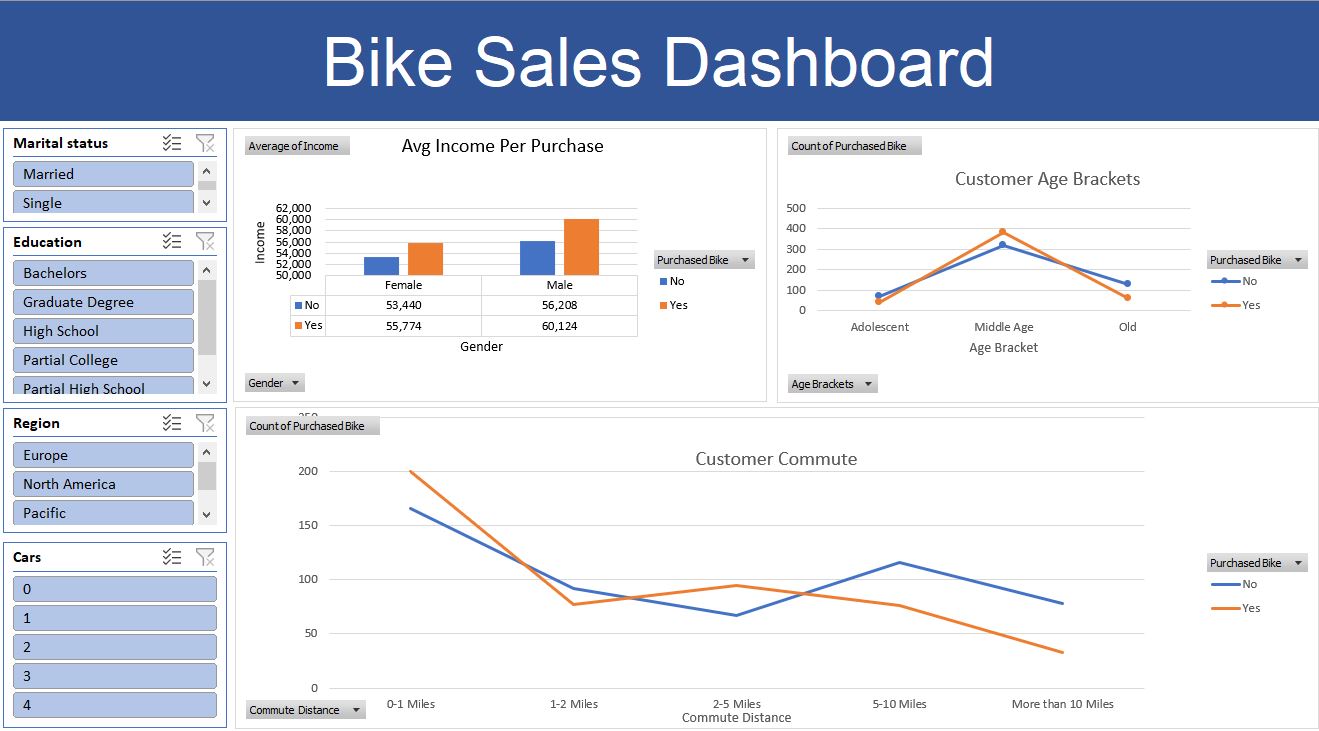 Bike Sales Dashboard
Marital status
Married
Single
Education
Bachelors
Graduate Degree
High School
Partial College
Partial High School
Region
Europe
North America
Pacific
Cars
0
1
2
3
4
Average of Income
Avg Income Per Purchase
Income
62,000
60,000
58,000
56,000
54,000
52,000
50,000
Female Male
No 53,440 56,208
Yes 55,774 60,124
Gender
Purchased Bike
No
Yes
Gender
Count of Purchased Bike
Customer Age Brackets
500
400
300
200
100
0
Adolescent Middle Age Old
Age Bracket
Purchased Bike
No
Yes
Age Brackets
250
Count of Purchased Bike
Customer Commute
200
150
100
50
0
0-1 Miles 1-2 Miles 2-5 Miles 5-10 Miles More than 10 Miles
Commute Distance
Purchased Bike
No
Yes
Commute Distance